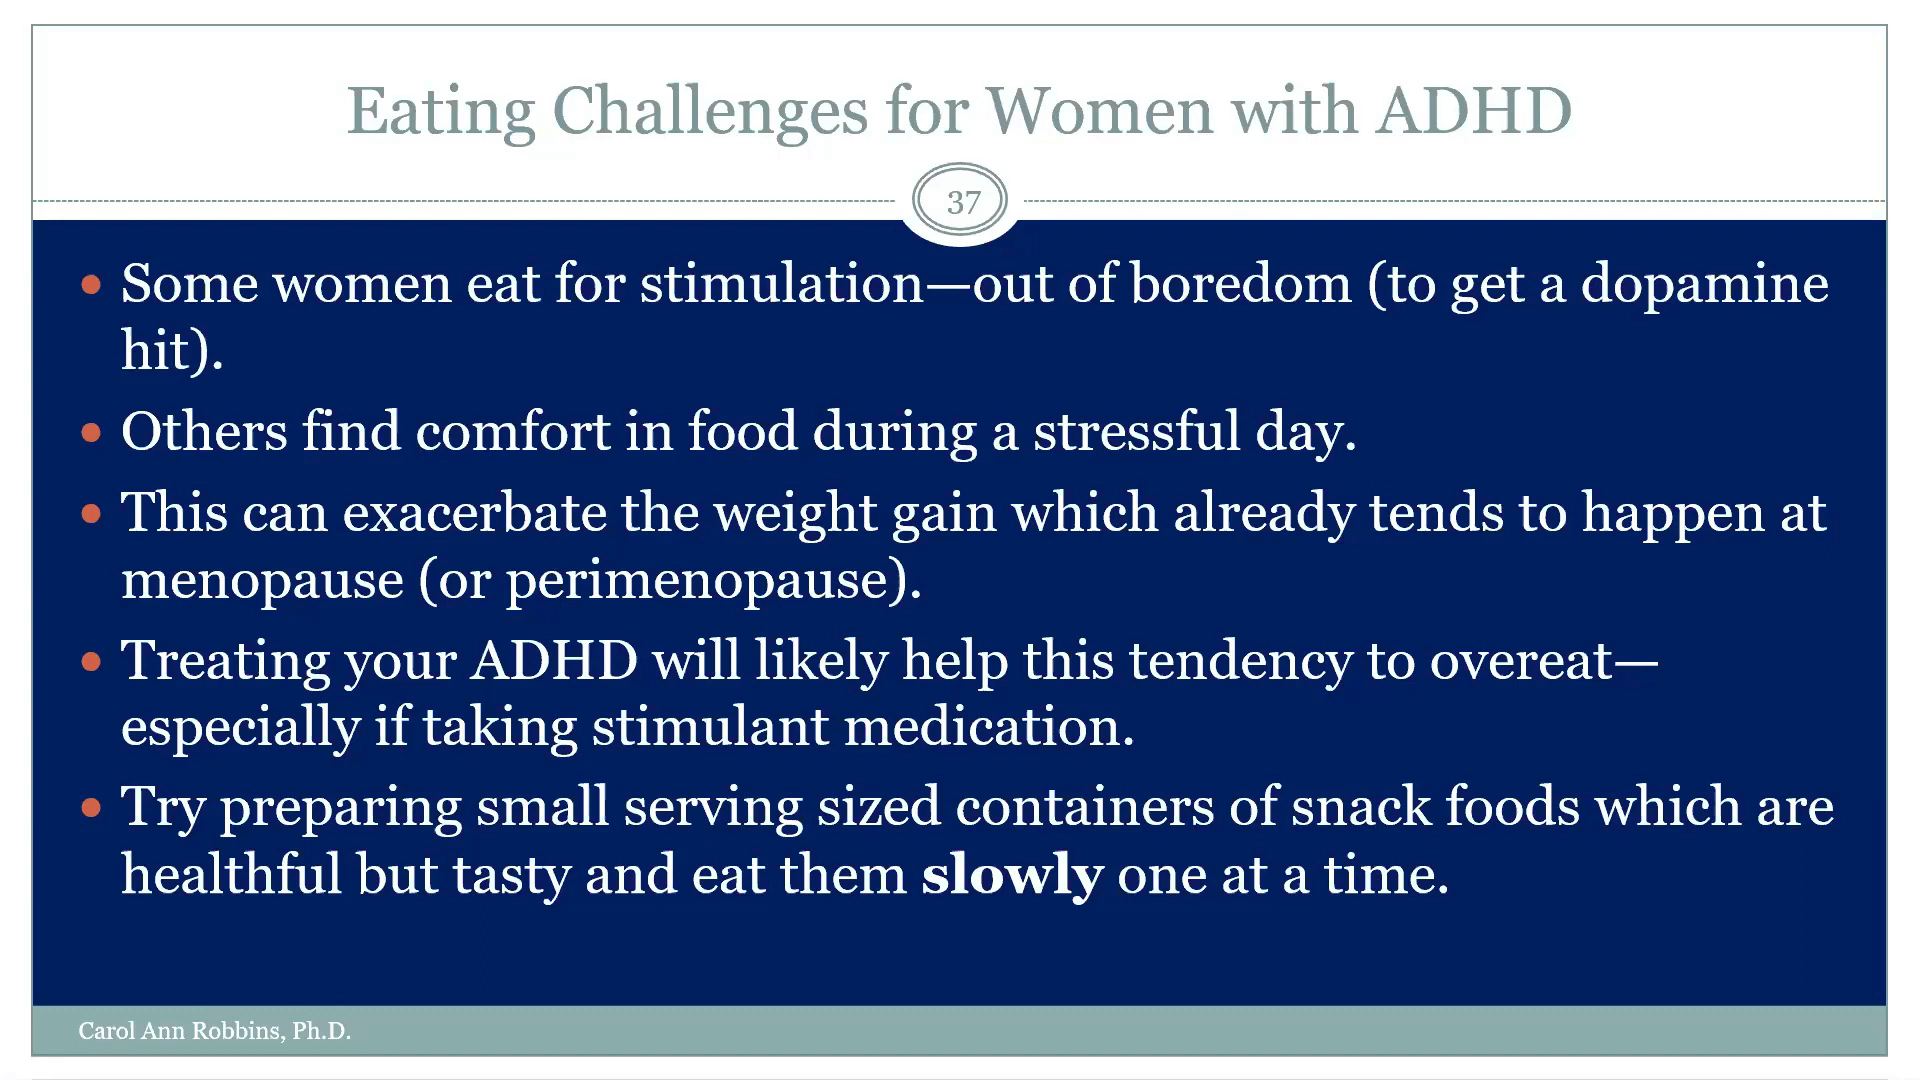 Eating Challenges for Women with ADHD
37
• Some women eat for stimulation—out of boredom (to get a dopamine
hit).
• Others find comfort in food during a stressful day.
• This can exacerbate the weight gain which already tends to happen at
menopause (or perimenopause).
• Treating your ADHD will likely help this tendency to overeat—
especially if taking stimulant medication.
• Try preparing small serving sized containers of snack foods which are
healthful but tasty and eat them slowly one at a time.
Carol Ann Robbins, Ph.D.